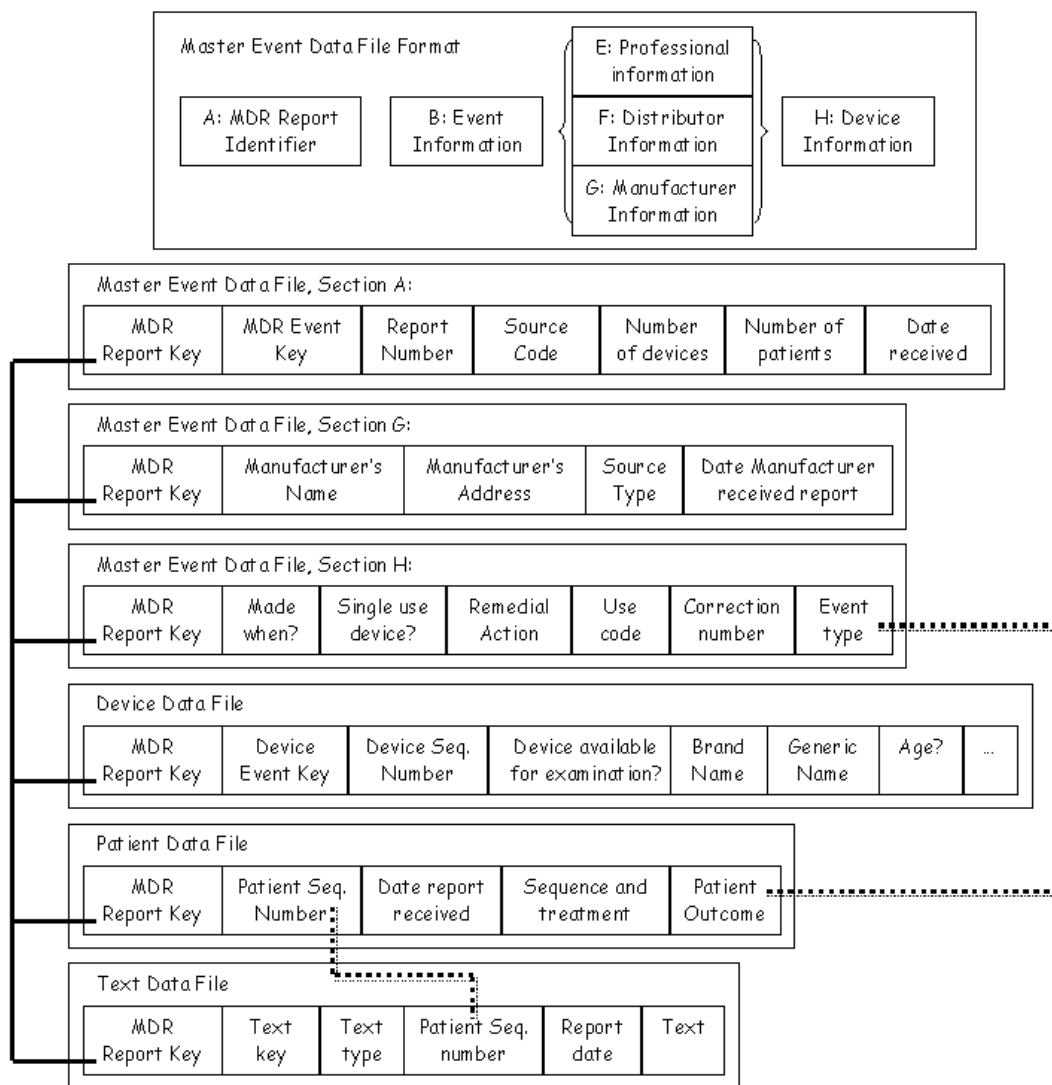 Master Event Data File Format
A: MDR Report
Identifier
B: Event
Information
E: Professional
information
F: Distributor
Information
G: Manufacturer
Information
H: Device
Information
Master Event Data File, Section A:
MDR
Report Key
MDR Event
Key
Report
Number
Source
Code
Number
of devices
Number of
patients
Date
received
Master Event Data File, Section G:
MDR
Report Key
Manufacturer's
Name
Manufacturer's
Address
Source
Type
Date Manufacturer
received report
Master Event Data File, Section H:
MDR
Report Key
Made
when?
Single use
device?
Remedial
Action
Use
code
Correction
number
Event
type
Device Data File
MDR
Report Key
Device
Event Key
Device Seq.
Number
Device available
for examination?
Brand
Name
Generic
Name
Age?
...
Patient Data File
MDR
Report Key
Patient Seq.
Number
Date report
received
Sequence and
treatment
Patient
Outcome
Text Data File
MDR
Report Key
Text
key
Text
type
Patient Seq.
number
Report
date
Text